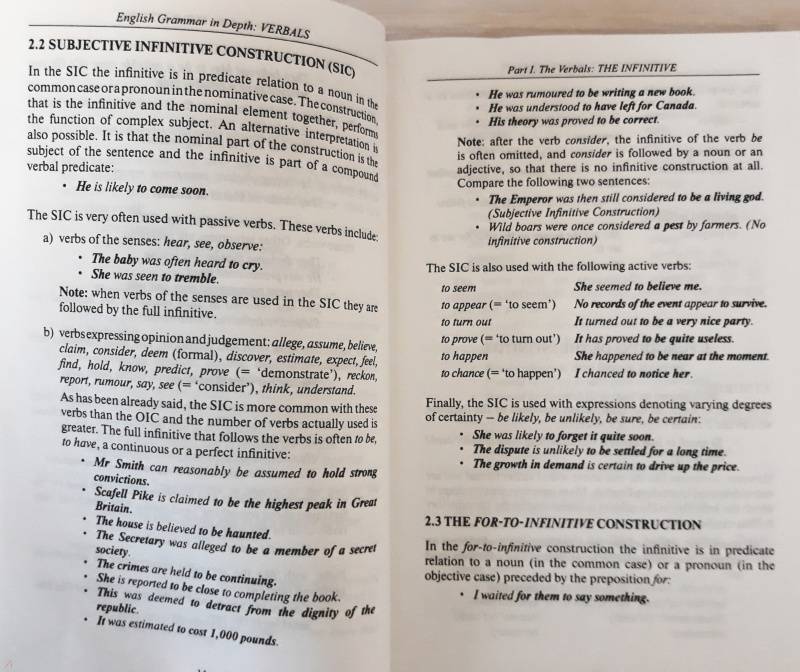 English Grammar in Depth: VERBALS
2.2 SUBJECTIVE INFINITIVE CONSTRUCTION (SIC)
In the SIC the infinitive is in predicate relation to a noun in the
common case or a pronoun in the nominative case. The construction,
that is the infinitive and the nominal element together, performs
the function of complex subject. An alternative interpretation is
also possible. It is that the nominal part of the construction is the
subject of the sentence and the infinitive is part of a compound
verbal predicate:
• He is likely to come soon.
The SIC is very often used with passive verbs. These verbs include:
a) verbs of the senses: hear, see, observe:
• The baby was often heard to cry.
• She was seen to tremble.
Note: when verbs of the senses are used in the SIC they are
followed by the full infinitive.
b) verbs expressing opinion and judgement: allege, assume, believe,
claim, consider, deem (formal), discover, estimate, expect, feel,
find, hold, know, predict, prove (= ‘demonstrate’), reckon,
report, rumour, say, see (= ‘consider’), think, understand.
As has been already said, the SIC is more common with these
verbs than the OIC and the number of verbs actually used is
greater. The full infinitive that follows the verbs is often to be,
to have, a continuous or a perfect infinitive:
• Mr Smith can reasonably be assumed to hold strong
convictions.
• Scafell Pike is claimed to be the highest peak in Great
Britain.
• The house is believed to be haunted.
• The Secretary was alleged to be a member of a secret
society.
• The crimes are held to be continuing.
• She is reported to be close to completing the book.
• This was deemed to detract from the dignity of the
republic.
• It was estimated to cost 1,000 pounds.
Part I. The Verbals: THE INFINITIVE
• He was rumoured to be writing a new book.
• He was understood to have left for Canada.
• His theory was proved to be correct.
Note: after the verb consider, the infinitive of the verb be
is often omitted, and consider is followed by a noun or an
adjective, so that there is no infinitive construction at all.
Compare the following two sentences:
• The Emperor was then still considered to be a living god.
(Subjective Infinitive Construction)
• Wild boars were once considered a pest by farmers. (No
infinitive construction)
The SIC is also used with the following active verbs:
to seem She seemed to believe me.
to appear (= ‘to seem’) No records of the event appear to survive.
to turn out It turned out to be a very nice party.
to prove (= ‘to turn out’) It has proved to be quite useless.
to happen She happened to be near at the moment.
to chance (= ‘to happen’) I chanced to notice her.
Finally, the SIC is used with expressions denoting varying degrees
of certainty – be likely, be unlikely, be sure, be certain:
• She was likely to forget it quite soon.
• The dispute is unlikely to be settled for a long time.
• The growth in demand is certain to drive up the price.
2.3 THE FOR-TO-INFINITIVE CONSTRUCTION
In the for-to-infinitive construction the infinitive is in predicate
relation to a noun (in the common case) or a pronoun (in the
objective case) preceded by the preposition for:
• I waited for them to say something.